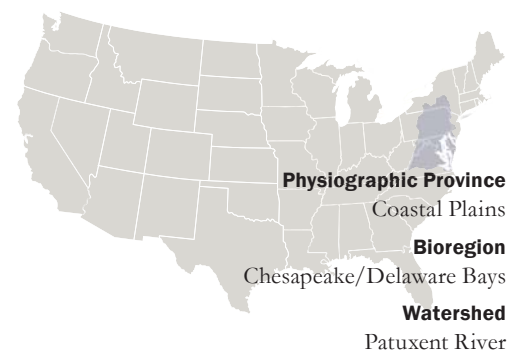 Physiographic Province
Coastal Plains
Bioregion
Chesapeake/Delaware Bays
Watershed
Patuxent River